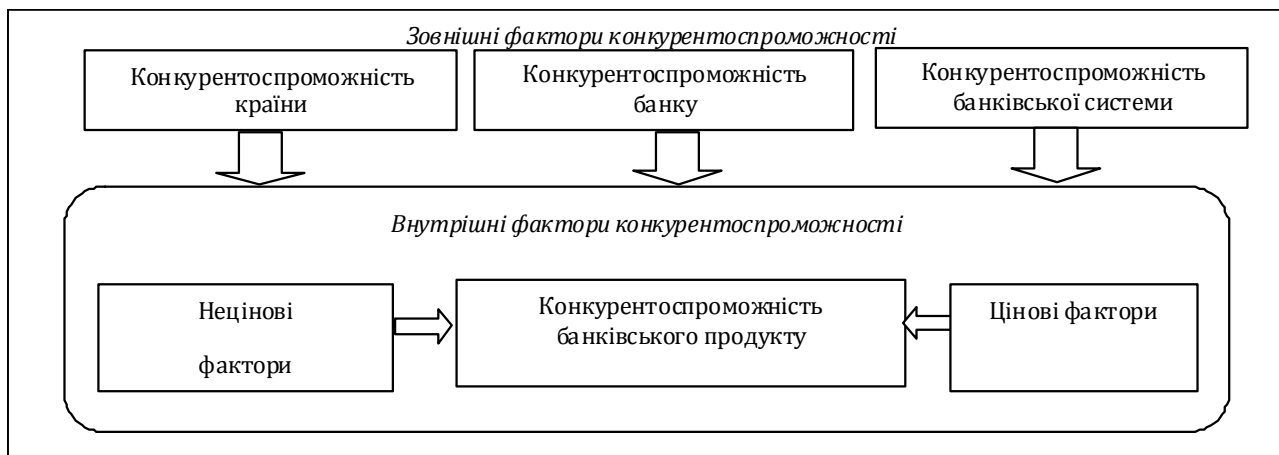 Зовнішні фактори конкурентоспроможності
Конкурентоспроможність
країни
Конкурентоспроможність
банку
Конкурентоспроможність
банківської системи
Внутрішні фактори конкурентоспроможності
Нецінові
фактори
Конкурентоспроможність
банківського продукту
Цінові фактори